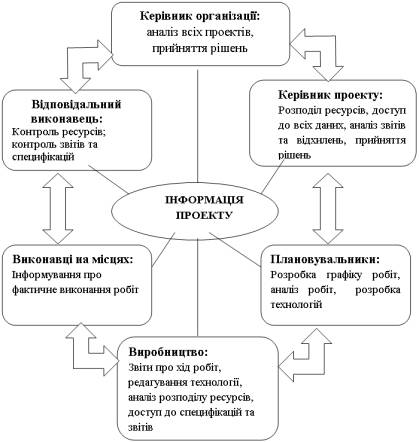 Керівник організації:
аналіз всіх проектів,
прийняття рішень
Відповідальний
виконавець:
Контроль ресурсів;
контроль звітів та
специфікацій
Керівник проекту:
Розподіл ресурсів, доступ
до всіх даних, аналіз звітів
та відхилень, прийняття
рішень
ІНФОРМАЦІЯ
ПРОЕКТУ
Виконавці на місцях:
Інформування про
фактичне виконання робіт
Плановувальники:
Розробка графіку робіт,
аналіз робіт, розробка
технологій
Виробництво:
Звіти про хід робіт,
редагування технології,
аналіз розподілу ресурсів,
доступ до специфікацій та
звітів